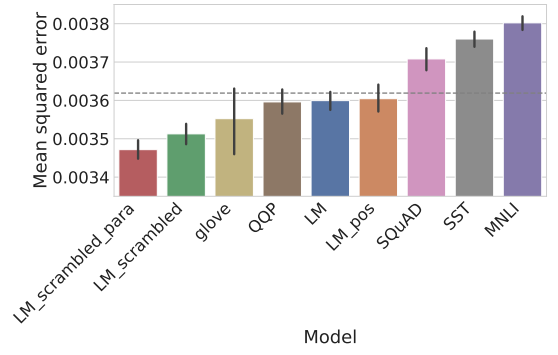 Mean squared error
0.0038
0.0037
0.0036
0.0035
0.0034
LM_scrambled_para
LM_scrambled
glove
QQP
LM
LM_pos
SQuAD
SST
MNLI
Model